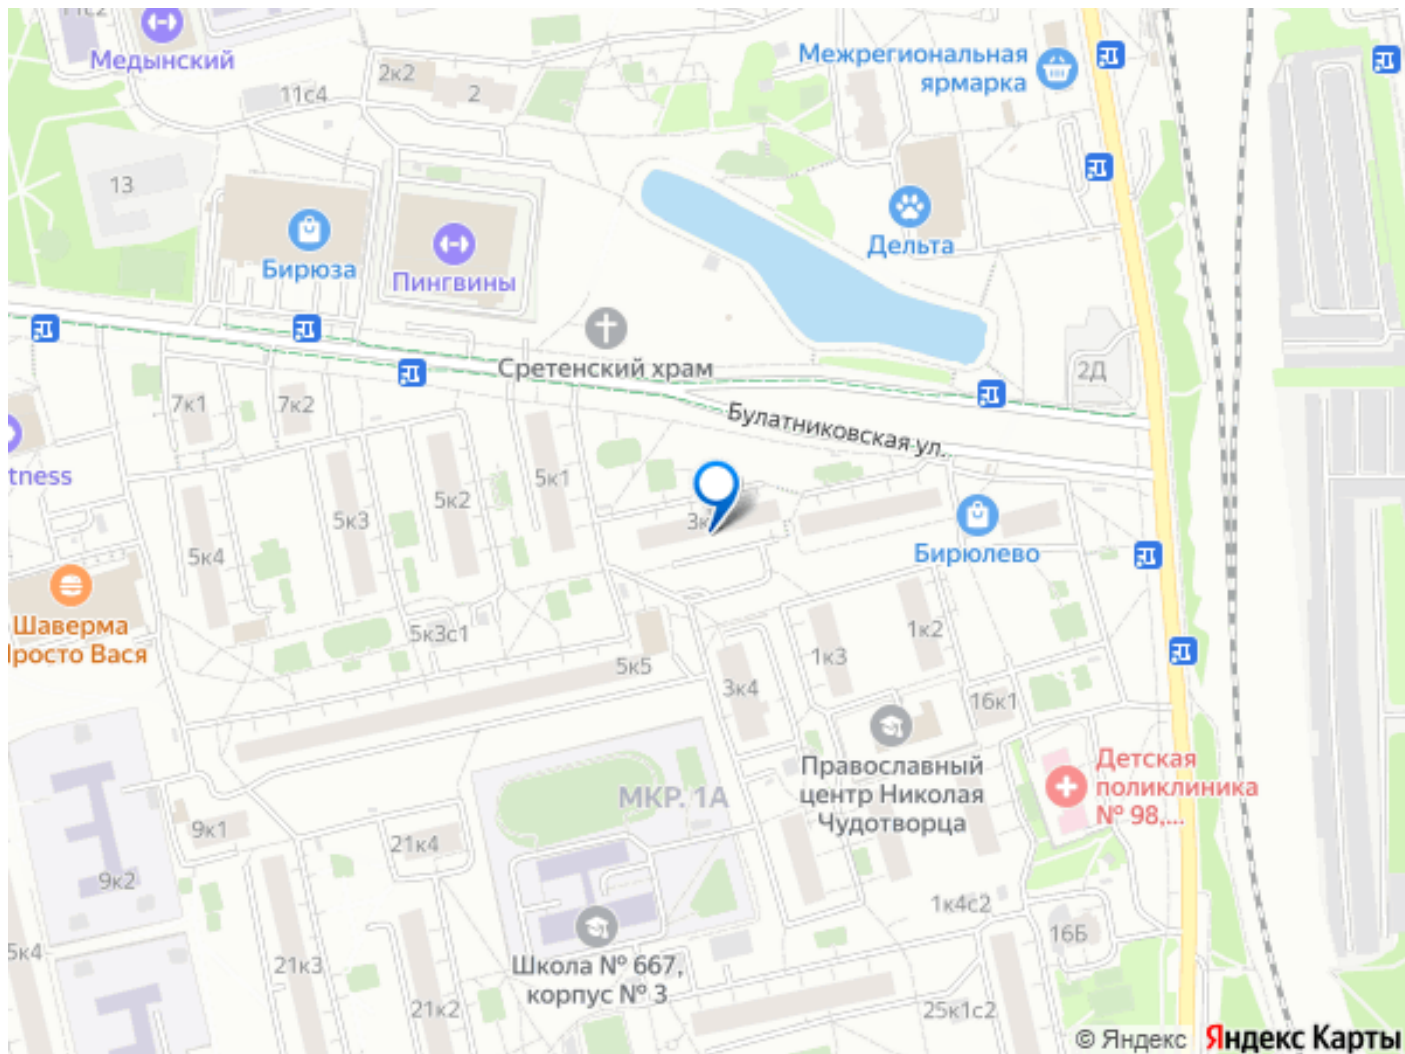 Медынский
2к2
11с4
2
Межрегиональная
ярмарка
13
Бирюза
Пингвины
Дельта
Сретенский храм
2Д
Булатниковская ул.
7к1
7к2
5к1
5к2
5к3
5к4
tness
Бирюлево
Шаверма
Просто Вася
5к3с1
5к5
1к2
1к3
3к4
16к1
Православный
центр Николая
Чудотворца
Детская
поликлиника
№ 98,...
МКР. 1А
9к1
21к4
9к2
1к4с2
16Б
5к4
21к3
Школа № 667,
корпус № 3
21к2
25к1с2
© Яндекс
Яндекс Карты